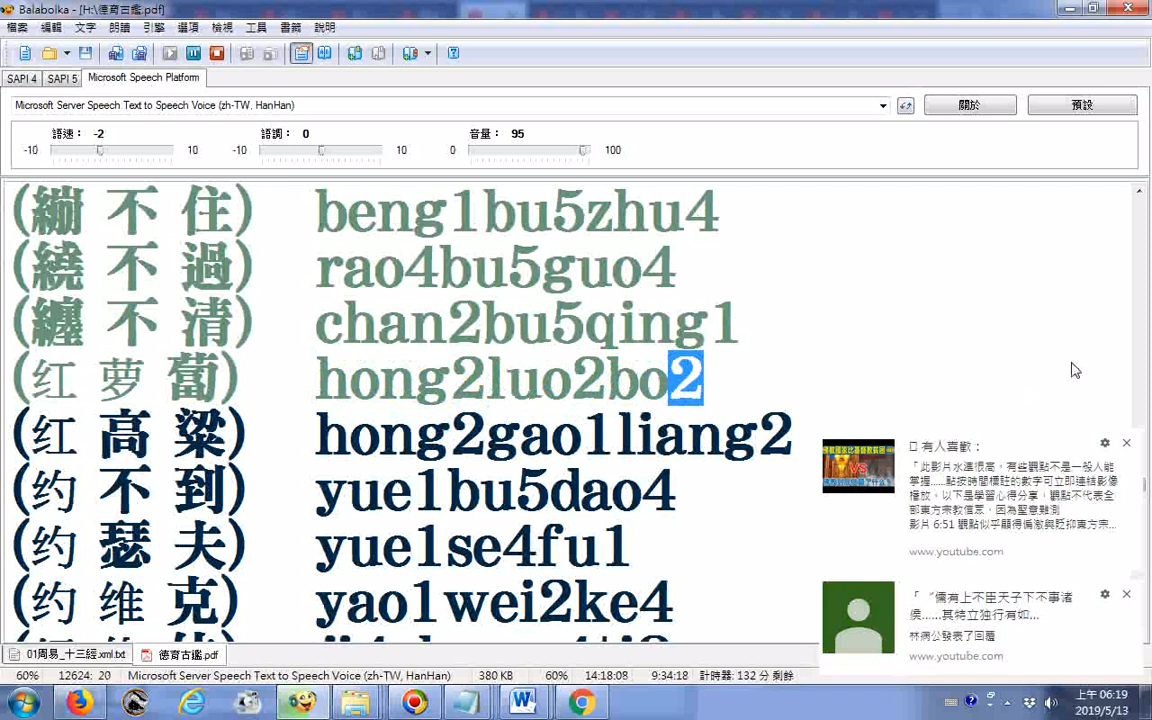 Balabolka - [H:\德育古鑑.pdf]
檔案 編輯 文字 朗讀 引擎 選項 檢視 工具 書籤 說明
SAPI 4 SAPI 5 Microsoft Speech Platform
Microsoft Server Speech Text to Speech Voice (zh-TW, HanHan) 關於 預設
語速： -2 語調： 0 音量： 95
-10 10 -10 10 0 100
(繃 不 住) beng1bu5zhu4
(繞 不 過) rao4bu5guo4
(纏 不 清) chan2bu5qing1
(红 萝 蔔) hong2luo2bo2
(红 高 粱) hong2gao1liang2
(约 不 到) yue1bu5dao4
(约 瑟 夫) yue1se4fu1
(约 维 克) yao1wei2ke4
有人喜歡：
「此影片水準很高，有些觀點不是一般人能
掌握......點按時間標註的數字可立即連結影像
播放，以下是學習心得分享，觀點不代表全
部東方宗教信眾，因為聖意難測
影片 6:51 觀點似乎顯得偏激與貶抑東方宗...
www.youtube.com
「“儒有上不臣天子下不事諸
侯……其特立独行有如...
林病公發表了回覆
www.youtube.com
01周易_十三經.xml.txt 德育古鑑.pdf
60% 12624: 20 Microsoft Server Speech Text to Speech Voice (zh-TW, HanHan) 380 KB 60% 14:18:08 9:34:18 計時器: 132 分 剩餘
上午 06:19
2019/5/13